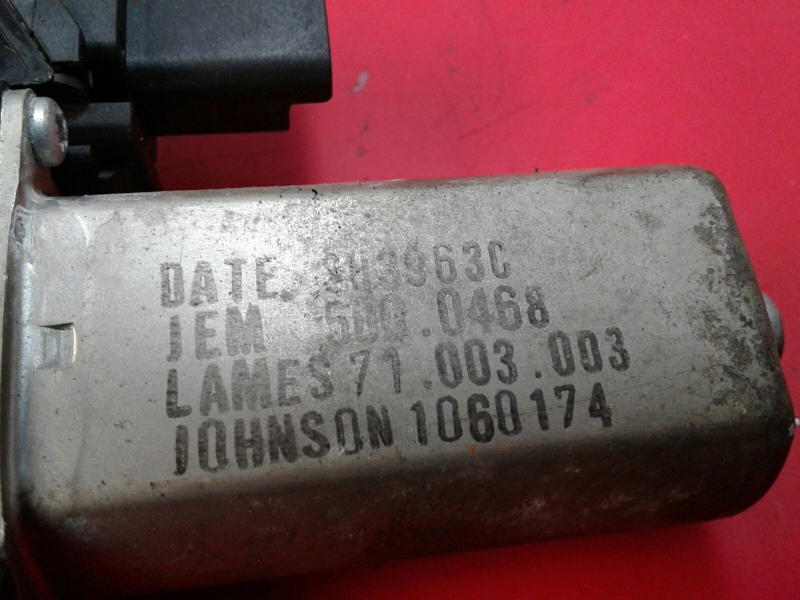 DATE
JEM 500.0468
LAMES 71.003.003
JOHNSON 1060174